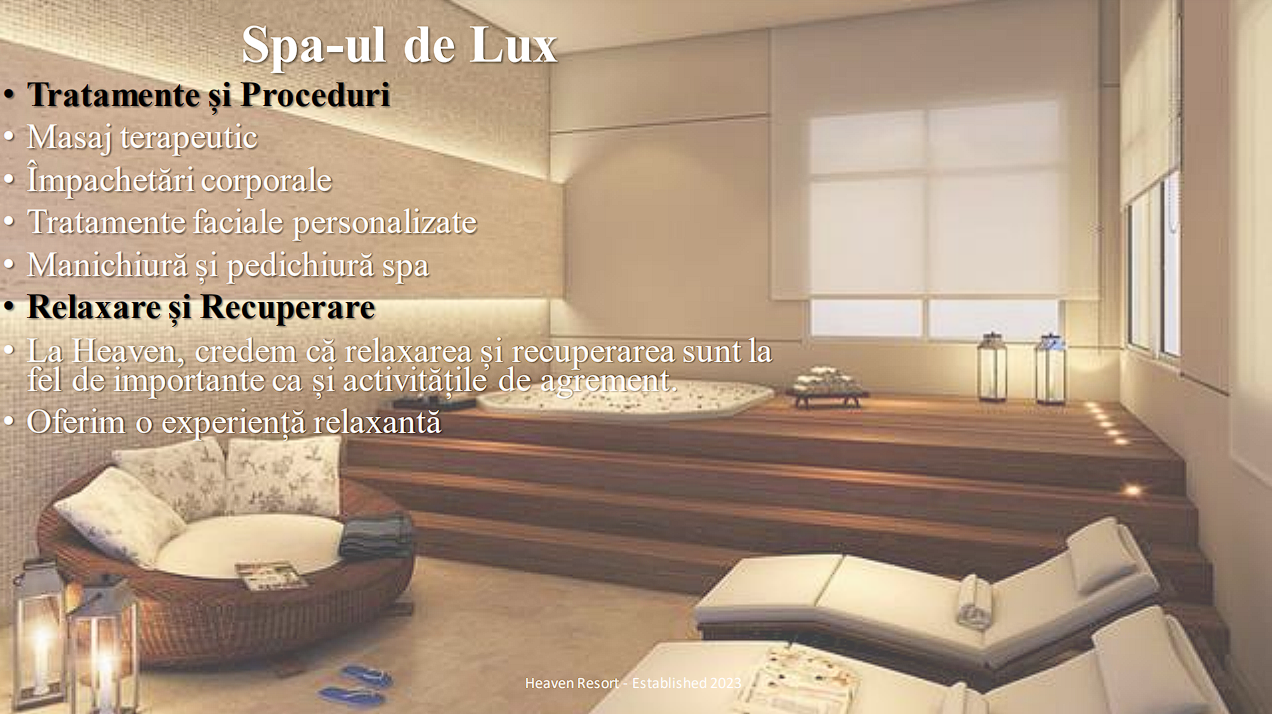 Spa-ul de Lux
• Tratamente și Proceduri
• Masaj terapeutic
• Împachetări corporale
• Tratamente faciale personalizate
• Manichiură și pedichiură spa
• Relaxare și Recuperare
• La Heaven, credem că relaxarea și recuperarea sunt la
fel de importante ca și activitățile de agrement.
• Oferim o experiență relaxantă
Heaven Resort - Established 2023